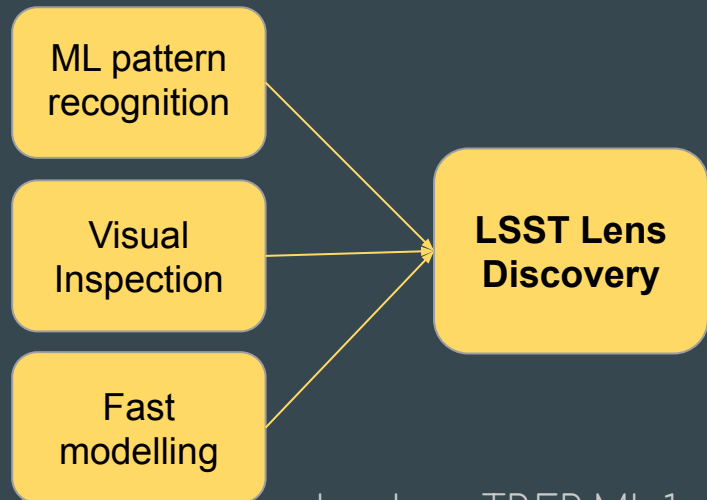 ML pattern
recognition
Visual
Inspection
LSST Lens
Discovery
Fast
modelling